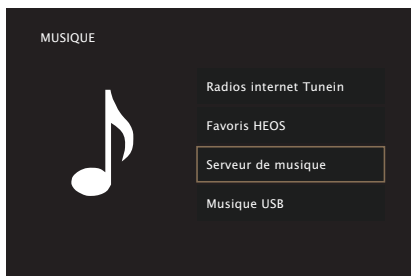 MUSIQUE
Radios internet Tunein
Favoris HEOS
Serveur de musique
Musique USB